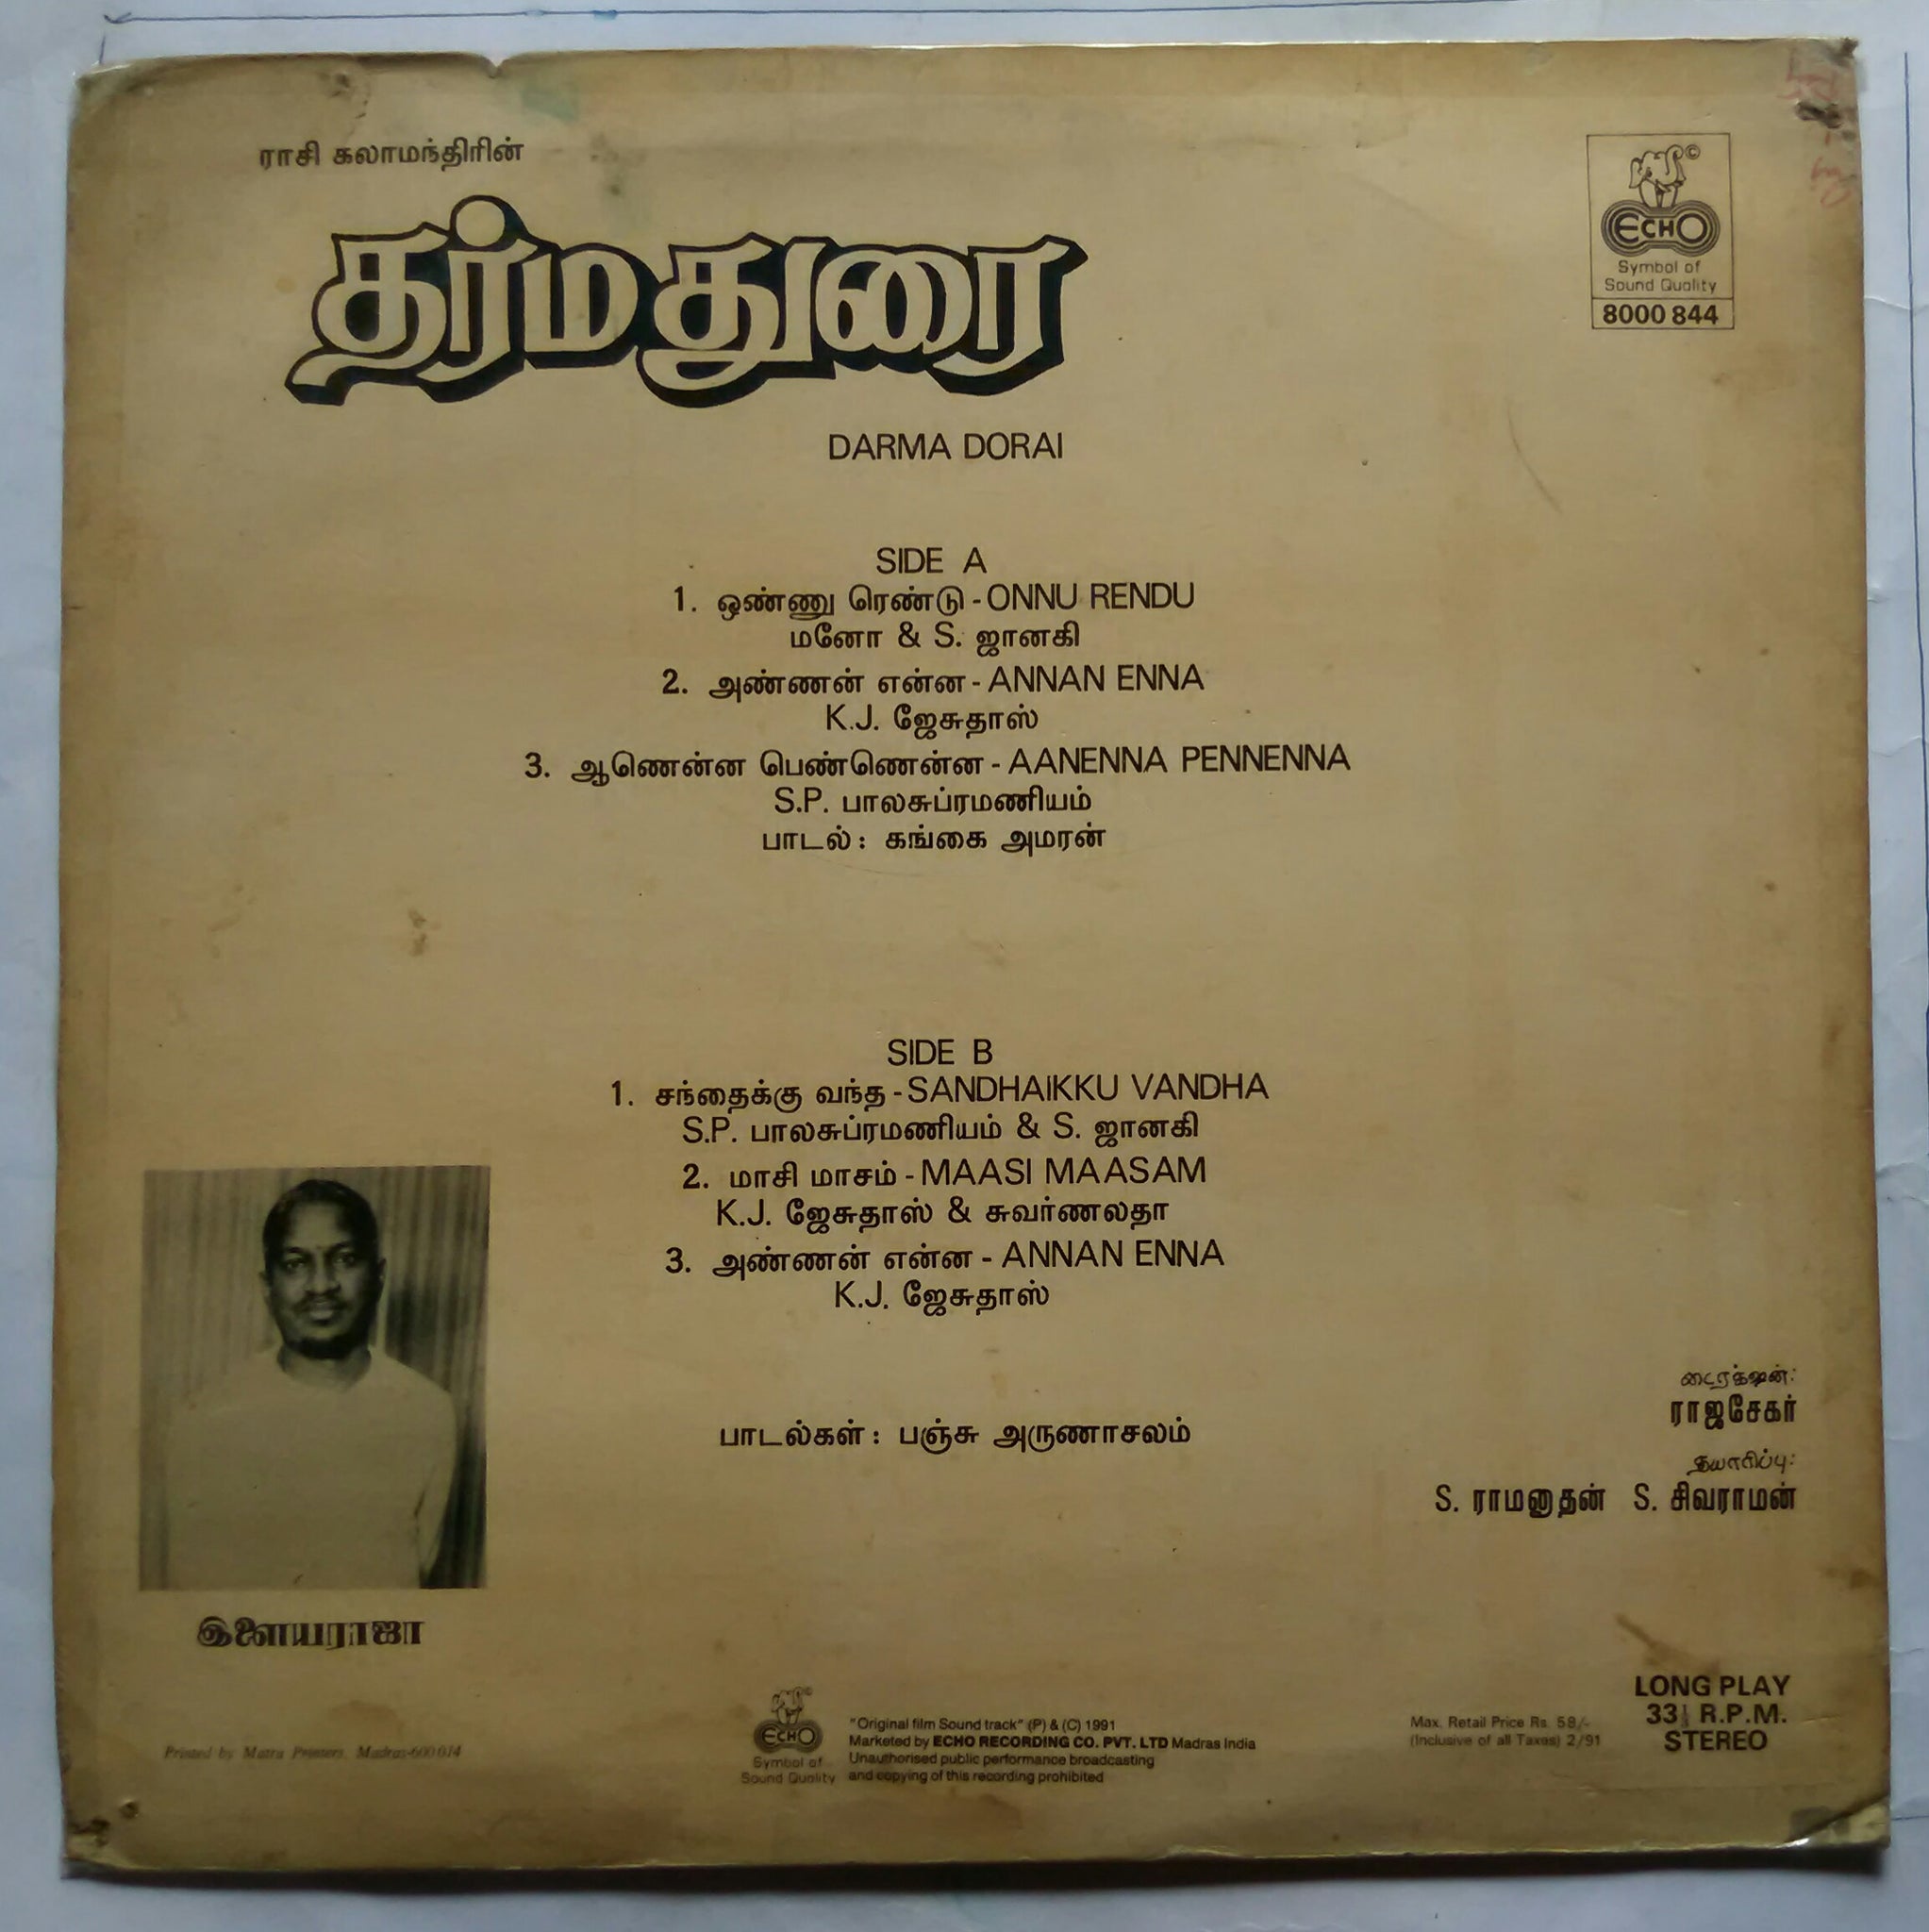 ராசி கலாமந்திரின்
தர்மதுரை
DARMA DORAI
©
ECHO
Symbol of
Sound Quality
8000 844
SIDE A
1. ஒண்ணு ரெண்டு - ONNU RENDU
மனோ & S. ஜானகி
2. அண்ணன் என்ன - ANNAN ENNA
K.J. ஜேசுதாஸ்
3. ஆணென்ன பெண்ணென்ன - AANENNA PENNENNA
S.P. பாலசுப்ரமணியம்
பாடல் : கங்கை அமரன்
SIDE B
1. சந்தைக்கு வந்த - SANDHAIKKU VANDHA
S.P. பாலசுப்ரமணியம் & S. ஜானகி
2. மாசி மாசம் - MAASI MAASAM
K.J. ஜேசுதாஸ் & சுவர்ணலதா
3. அண்ணன் என்ன - ANNAN ENNA
K.J. ஜேசுதாஸ்
பாடல்கள் : பஞ்சு அருணாசலம்
டைரக்‌ஷன்:
ராஜசேகர்
தயாரிப்பு:
S. ராமனாதன் S. சிவராமன்
இளையராஜா
Printed by Matra Printers, Madras-600 014
ECHO
Symbol of
Sound Quality
"Original film Sound track" (P) & (C) 1991
Marketed by ECHO RECORDING CO. PVT. LTD Madras India
Unauthorised public performance broadcasting
and copying of this recording prohibited
Max. Retail Price Rs. 58/-
(Inclusive of all Taxes) 2/91
LONG PLAY
33⅓ R.P.M.
STEREO